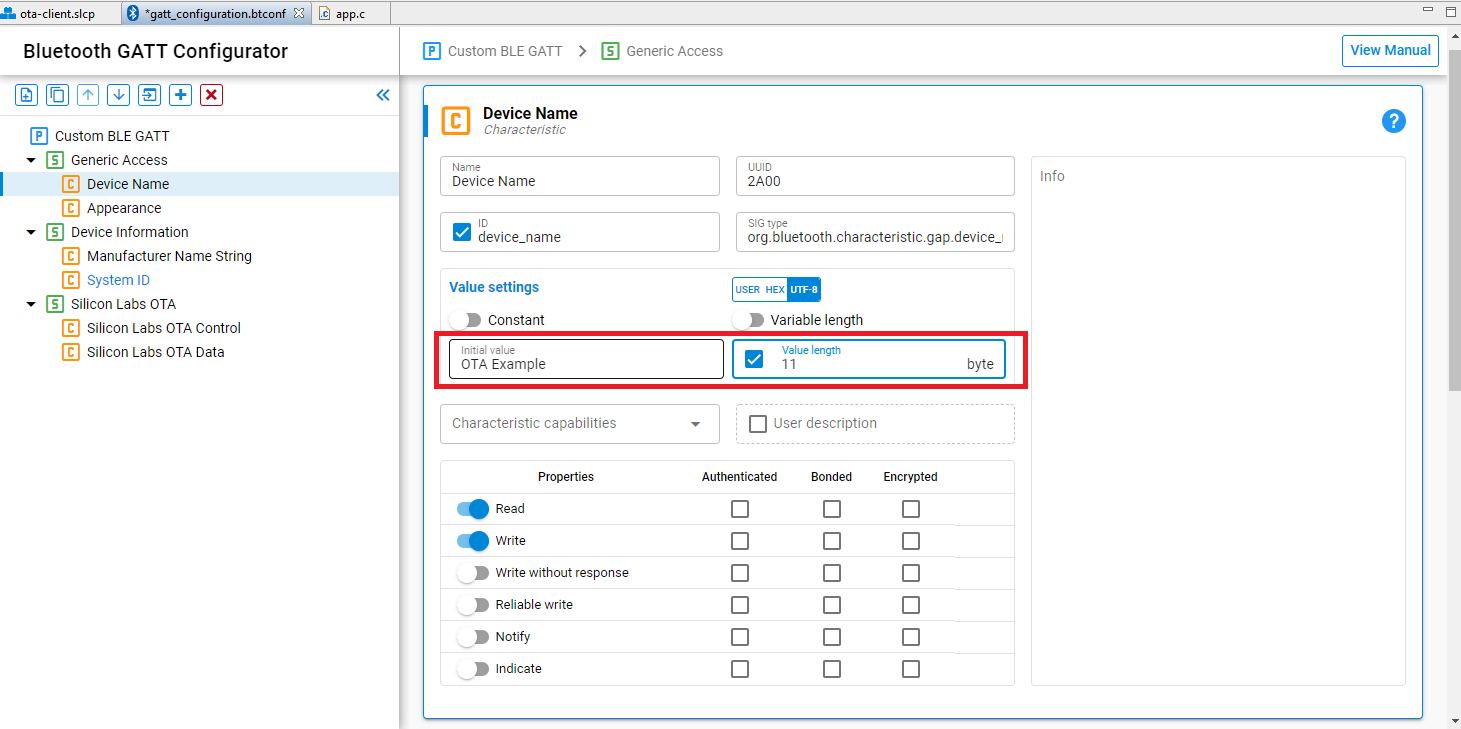 ota-client.slcp
*gatt_configuration.btconf
app.c
Bluetooth GATT Configurator
P Custom BLE GATT
S Generic Access
C Device Name
C Appearance
S Device Information
C Manufacturer Name String
C System ID
S Silicon Labs OTA
C Silicon Labs OTA Control
C Silicon Labs OTA Data
P Custom BLE GATT > S Generic Access
View Manual
C Device Name
Characteristic
?
Name
Device Name
UUID
2A00
ID
device_name
SIG type
org.bluetooth.characteristic.gap.device_
Value settings
USER HEX UTF-8
Constant
Variable length
Initial value
OTA Example
Value length
11 byte
Characteristic capabilities
User description
Properties Authenticated Bonded Encrypted
Read
Write
Write without response
Reliable write
Notify
Indicate
Info